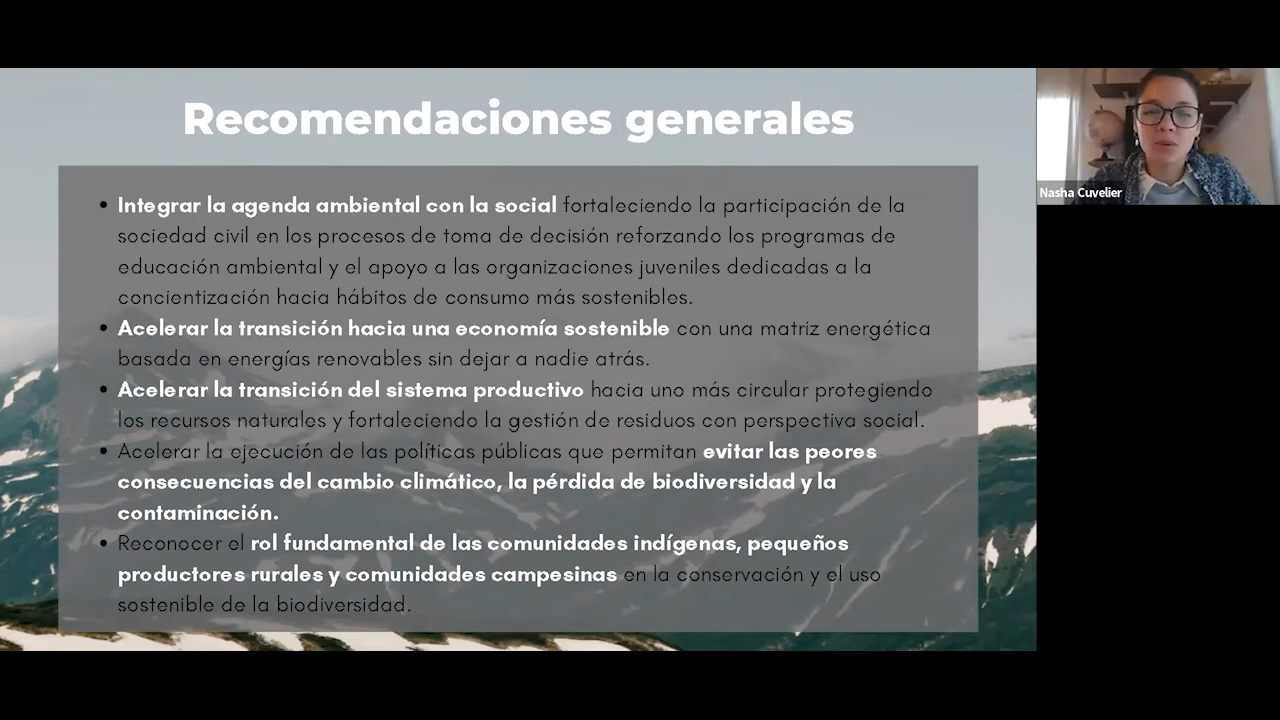 Recomendaciones generales
• Integrar la agenda ambiental con la social fortaleciendo la participación de la
sociedad civil en los procesos de toma de decisión reforzando los programas de
educación ambiental y el apoyo a las organizaciones juveniles dedicadas a la
concientización hacia hábitos de consumo más sostenibles.
• Acelerar la transición hacia una economía sostenible con una matriz energética
basada en energías renovables sin dejar a nadie atrás.
• Acelerar la transición del sistema productivo hacia uno más circular protegiendo
los recursos naturales y fortaleciendo la gestión de residuos con perspectiva social.
• Acelerar la ejecución de las políticas públicas que permitan evitar las peores
consecuencias del cambio climático, la pérdida de biodiversidad y la
contaminación.
• Reconocer el rol fundamental de las comunidades indígenas, pequeños
productores rurales y comunidades campesinas en la conservación y el uso
sostenible de la biodiversidad.
Nasha Cuvelier